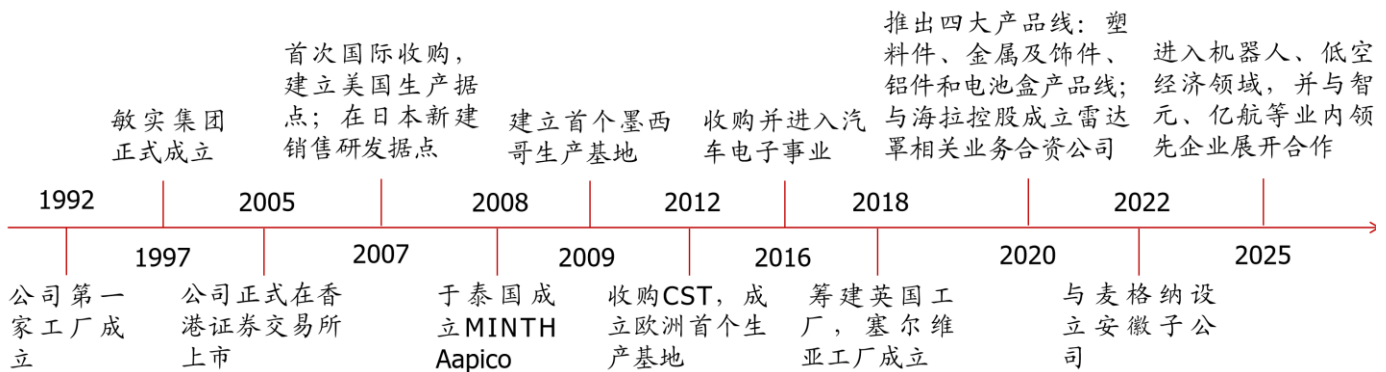 首次国际收购，
建立美国生产据
点；在日本新建
销售研发据点
敏实集团
正式成立
建立首个墨西
哥生产基地
收购并进入汽
车电子事业
推出四大产品线：塑
料件、金属及饰件、
铝件和电池盒产品线；
与海拉控股成立雷达
罩相关业务合资公司
进入机器人、低空
经济领域，并与智
元、亿航等业内领
先企业展开合作
1992 2005 2008 2012 2018 2022
1997 2007 2009 2016 2020 2025
公司第一
家工厂成
立
公司正式在香
港证券交易所
上市
于泰国成
立MINTH
Aapico
收购CST，成
立欧洲首个生
产基地
筹建英国工
厂，塞尔维
亚工厂成立
与麦格纳设
立安徽子公
司